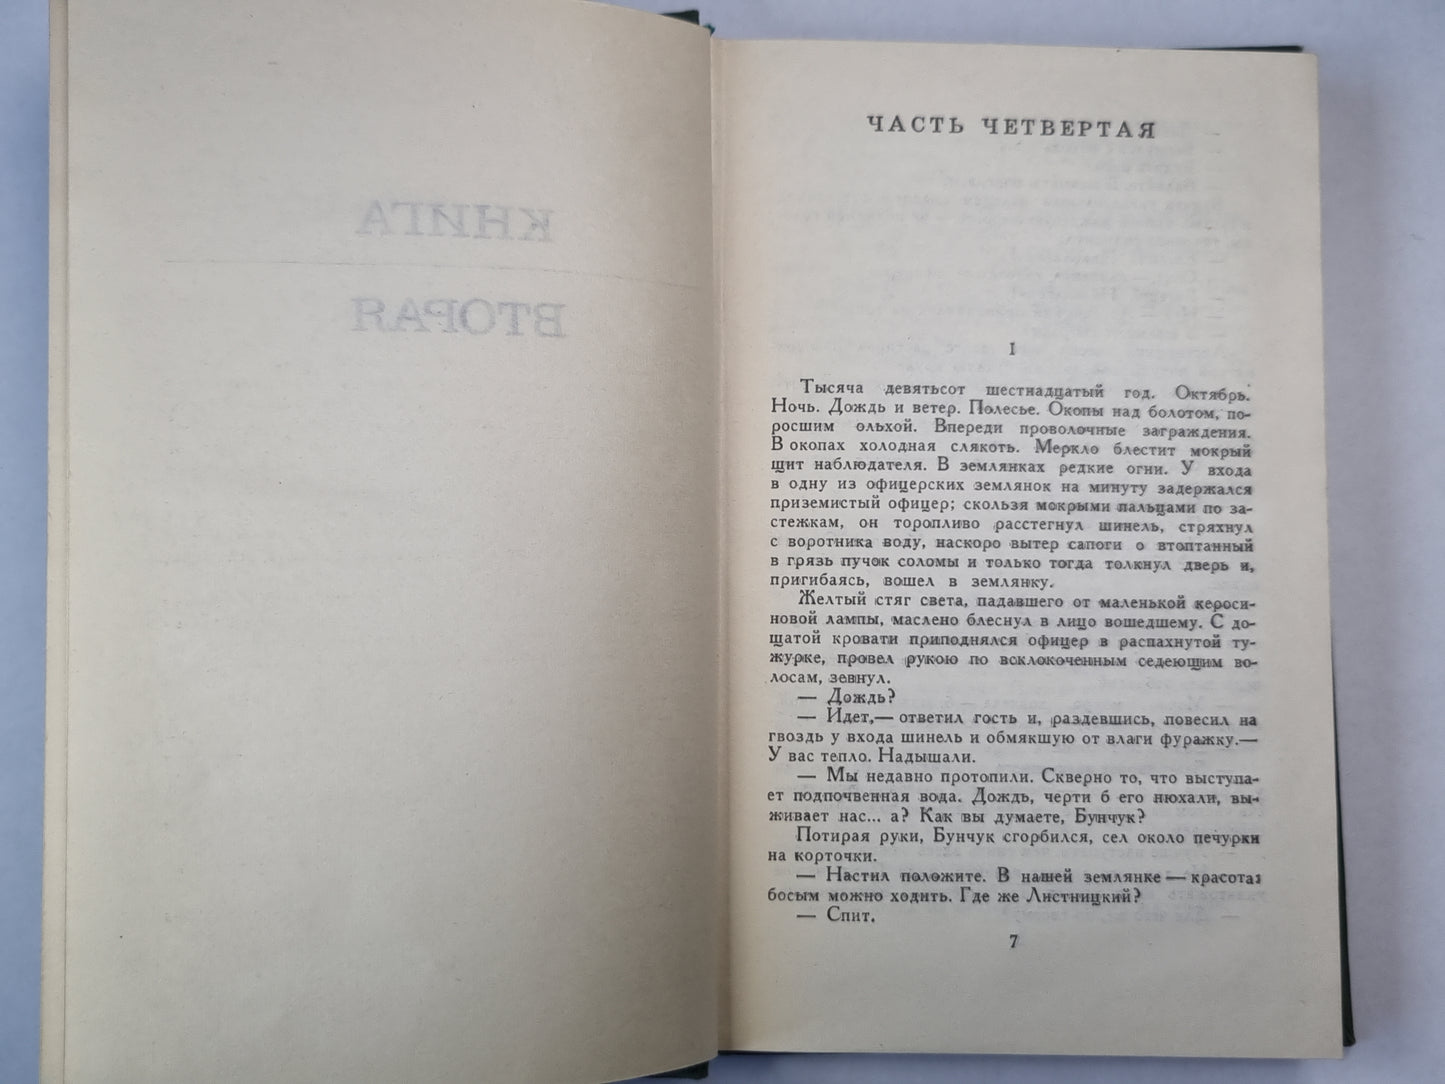 КНИГА
ВТОРАЯ
ЧАСТЬ ЧЕТВЕРТАЯ
I
Тысяча девятьсот шестнадцатый год. Октябрь.
Ночь. Дождь и ветер. Полесье. Окопы над болотом, по-
росшим ольхой. Впереди проволочные заграждения.
В окопах холодная слякоть. Меркло блестит мокрый
щит наблюдателя. В землянках редкие огни. У входа
в одну из офицерских землянок на минуту задержался
приземистый офицер; скользя мокрыми пальцами по за-
стежкам, он торопливо расстегнул шинель, стряхнул
с воротника воду, наскоро вытер сапоги о втоптанный
в грязь пучок соломы и только тогда толкнул дверь и,
пригибаясь, вошел в землянку.
Желтый стяг света, падавшего от маленькой кероси-
новой лампы, маслено блеснул в лицо вошедшему. С до-
щатой кровати приподнялся офицер в распахнутой ту-
журке, провел рукою по всклокоченным седеющим во-
лосам, зевнул.
— Дождь?
— Идет,— ответил гость и, раздевшись, повесил на
гвоздь у входа шинель и обмякшую от влаги фуражку.—
У вас тепло. Надышали.
— Мы недавно протопили. Скверно то, что выступа-
ет подпочвенная вода. Дождь, черти б его нюхали, вы-
живает нас... а? Как вы думаете, Бунчук?
Потирая руки, Бунчук сгорбился, сел около печурки
на корточки.
— Настил положите. В нашей землянке — красота:
босым можно ходить. Где же Листницкий?
— Спит.
7